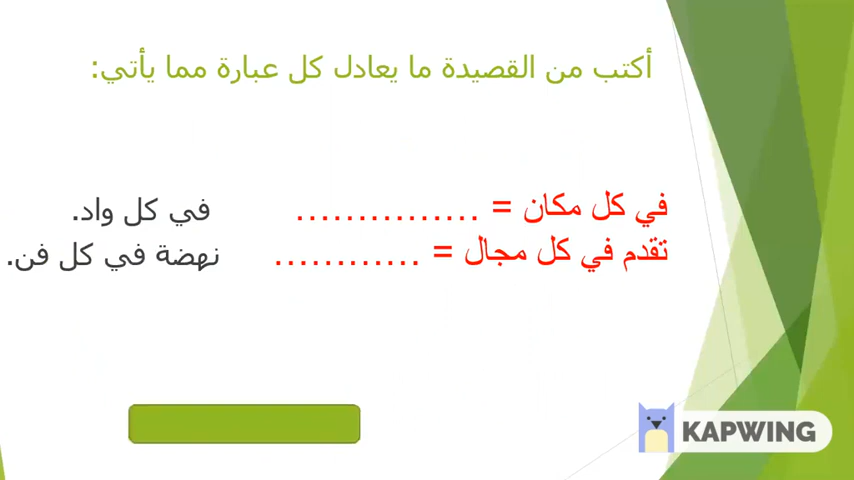 أكتب من القصيدة ما يعادل كل عبارة مما يأتي:
في كل مكان = ............... في كل واد.
تقدم في كل مجال = ............ نهضة في كل فن.
KAPWING